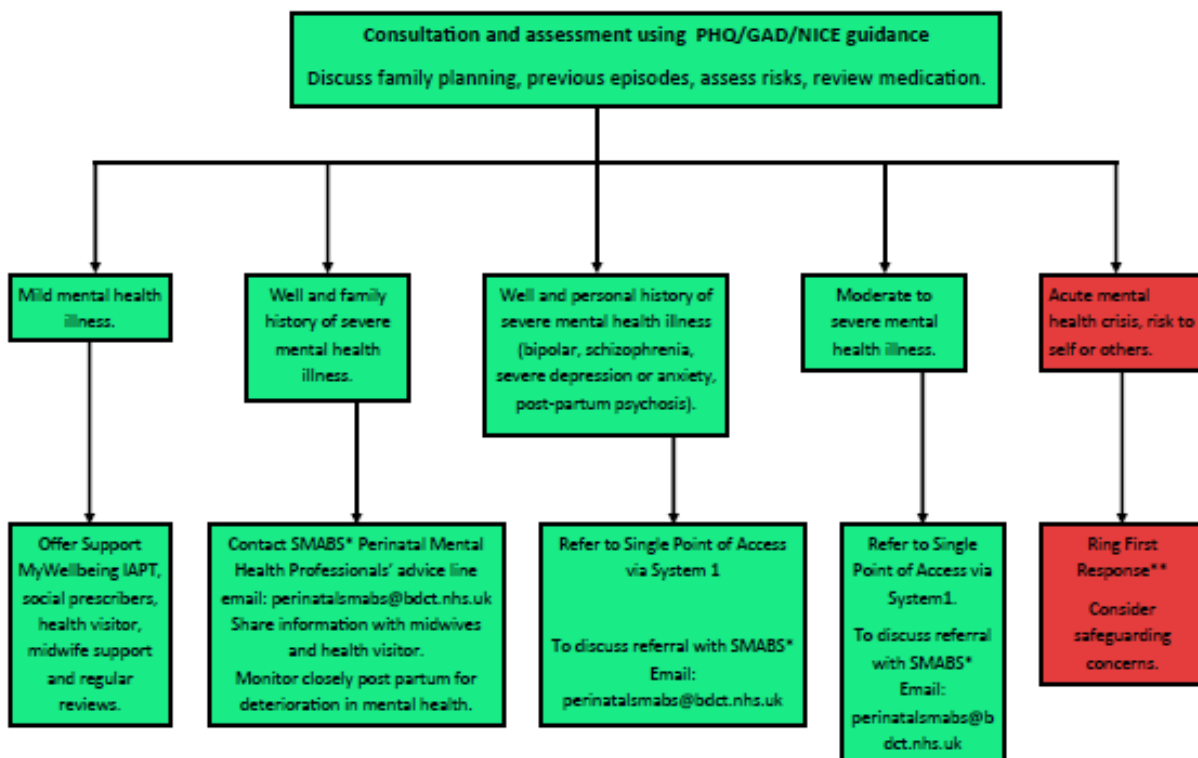 Consultation and assessment using PHQ/GAD/NICE guidance
Discuss family planning, previous episodes, assess risks, review medication.
Mild mental health
illness.
Well and family
history of severe
mental health
illness.
Well and personal history of
severe mental health illness
(bipolar, schizophrenia,
severe depression or anxiety,
post-partum psychosis).
Moderate to
severe mental
health illness.
Acute mental
health crisis, risk to
self or others.
Offer Support
MyWellbeing IAPT,
social prescribers,
health visitor,
midwife support
and regular
reviews.
Contact SMABS* Perinatal Mental
Health Professionals’ advice line
email: perinatalsmabs@bdct.nhs.uk
Share information with midwives
and health visitor.
Monitor closely post partum for
deterioration in mental health.
Refer to Single Point of Access
via System 1
To discuss referral with SMABS*
Email:
perinatalsmabs@bdct.nhs.uk
Refer to Single
Point of Access via
System1.
To discuss referral
with SMABS*
Email:
perinatalsmabs@b
dct.nhs.uk
Ring First
Response**
Consider
safeguarding
concerns.